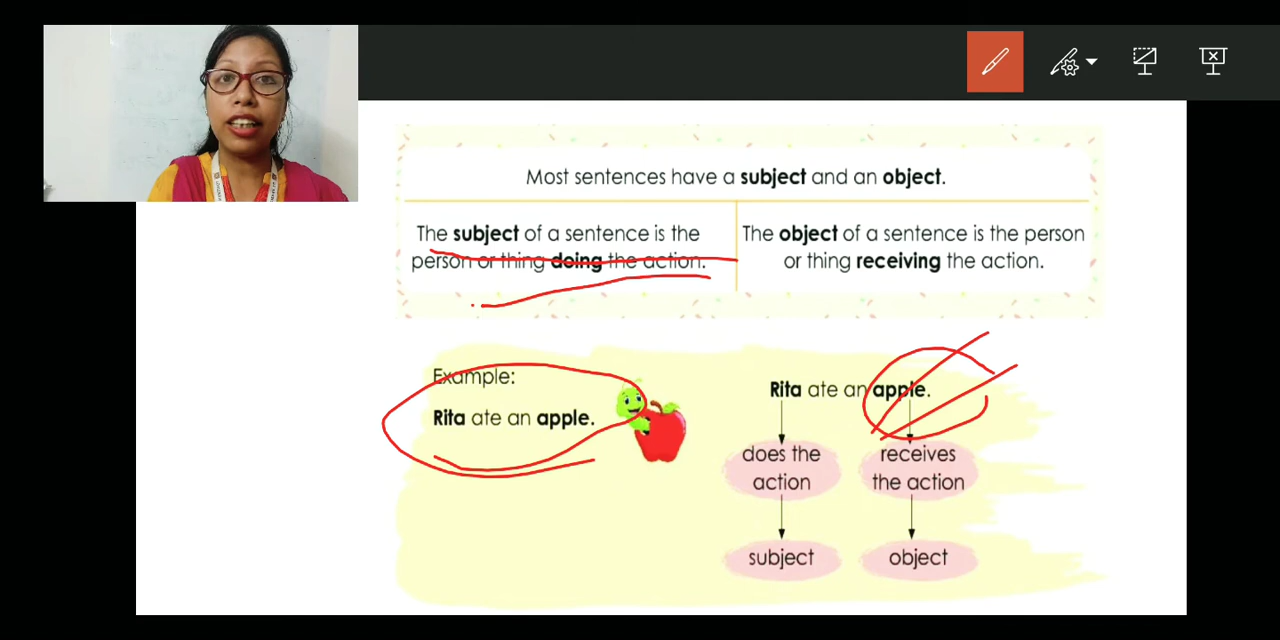 Most sentences have a subject and an object.
The subject of a sentence is the
person or thing doing the action.
The object of a sentence is the person
or thing receiving the action.
Example:
Rita ate an apple.
Rita ate an apple.
does the
action
receives
the action
subject
object